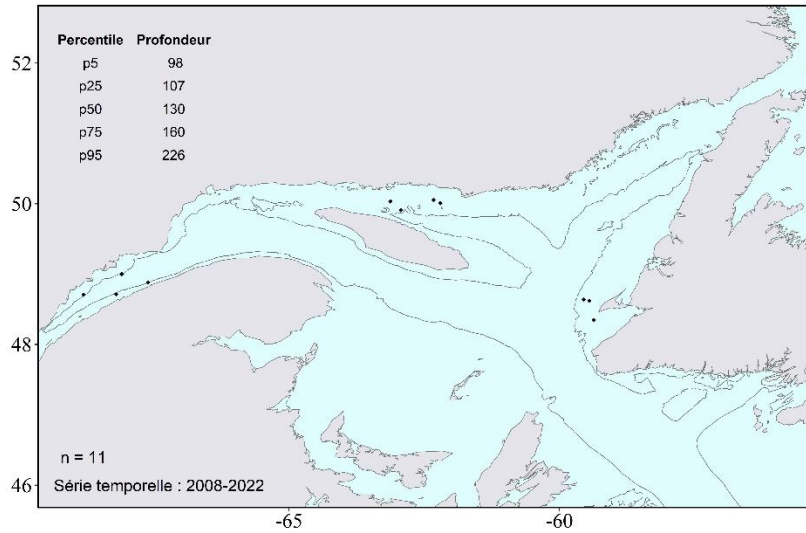 Percentile Profondeur
p5 98
p25 107
p50 130
p75 160
p95 226
52
50
48
46
n = 11
Série temporelle : 2008-2022
-65 -60